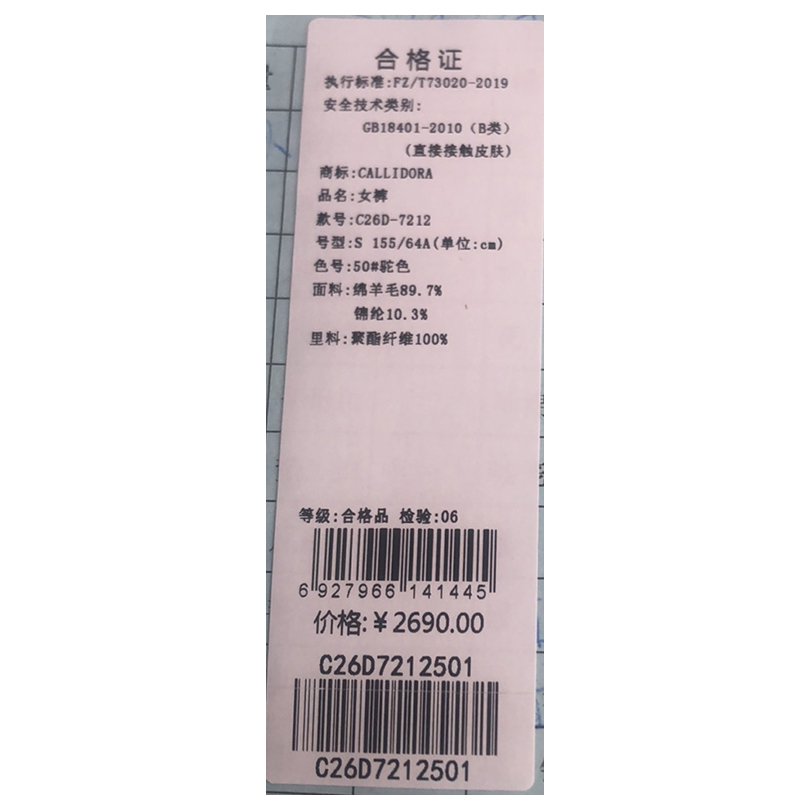 合格证
执行标准:FZ/T73020-2019
安全技术类别:
GB18401-2010（B类）
(直接接触皮肤)
商标:CALLIDORA
品名:女裤
款号:C26D-7212
号型:S 155/64A(单位:cm)
色号:50#驼色
面料:绵羊毛89.7%
锦纶10.3%
里料:聚酯纤维100%
等级:合格品 检验:06
6 927966 141445
价格:￥2690.00
C26D7212501
C26D7212501